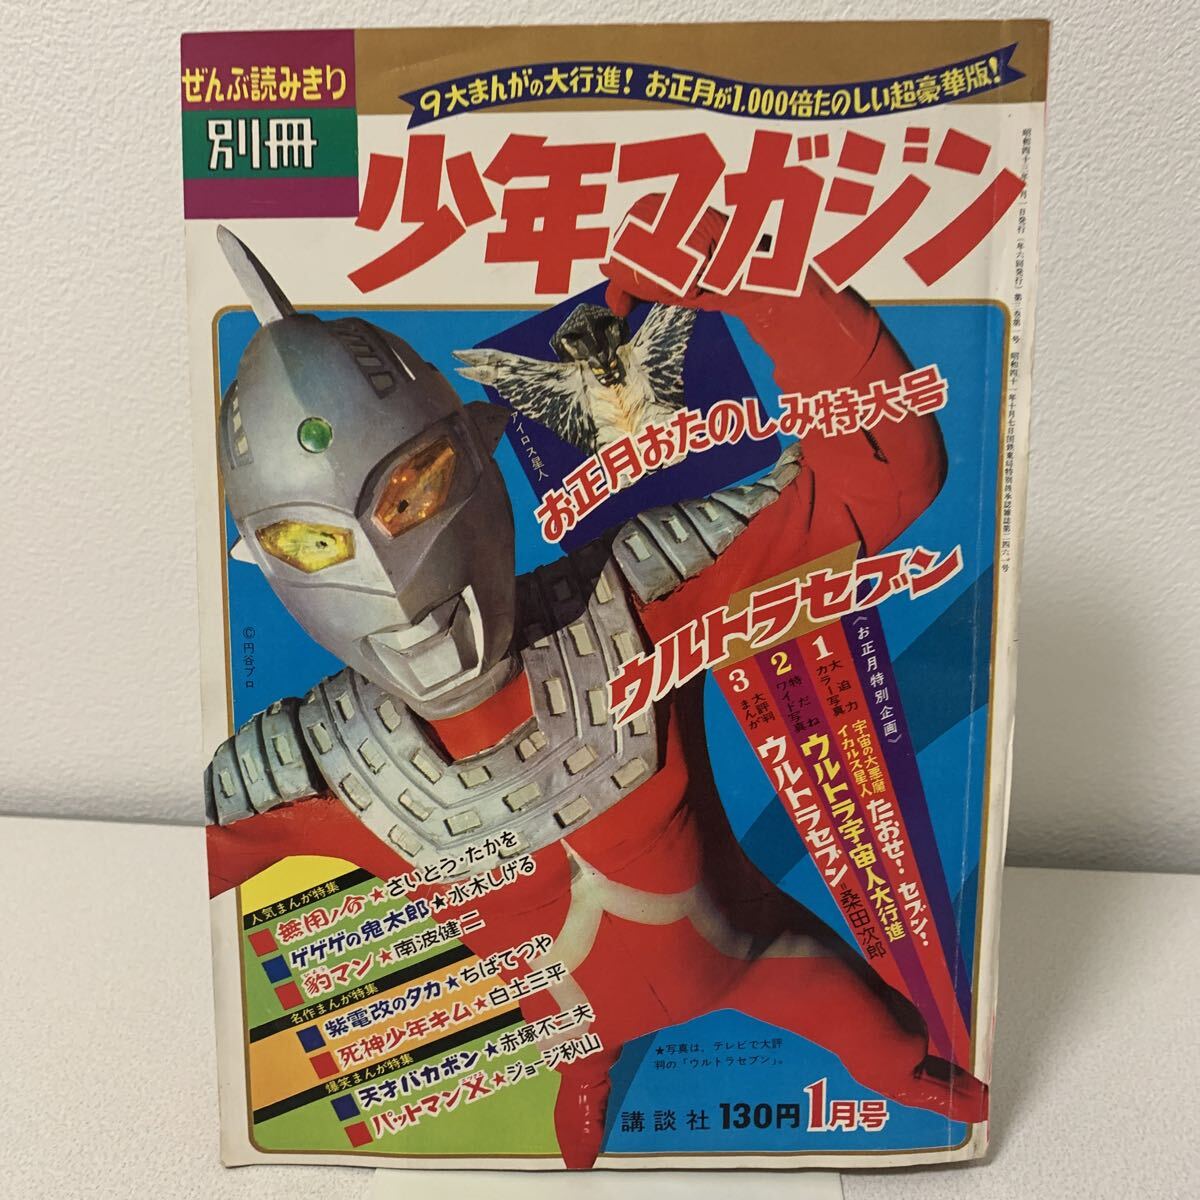 ぜんぶ読みきり
別冊
9大まんがの大行進！ お正月が1,000倍たのしい超豪華版！
少年マガジン
アイロス星人
お正月おたのしみ特大号
ウルトラセブン
《お正月特別企画》
1 大迫力カラー写真
宇宙の大悪魔イカルス星人
たおせ！セブン！
2 特だねワイド写真
ウルトラ宇宙人大行進
3 大評判まんが
ウルトラセブン＝桑田次郎
©円谷プロ
人気まんが特集
無用ノ介★さいとう・たかを
ゲゲゲの鬼太郎★水木しげる
豹マン★南波健二
名作まんが特集
紫電改のタカ★ちばてつや
死神少年キム★白土三平
爆笑まんが特集
天才バカボン★赤塚不二夫
パットマンX★ジョージ秋山
★写真は、テレビで大評
判の「ウルトラセブン」。
講談社 130円 1月号